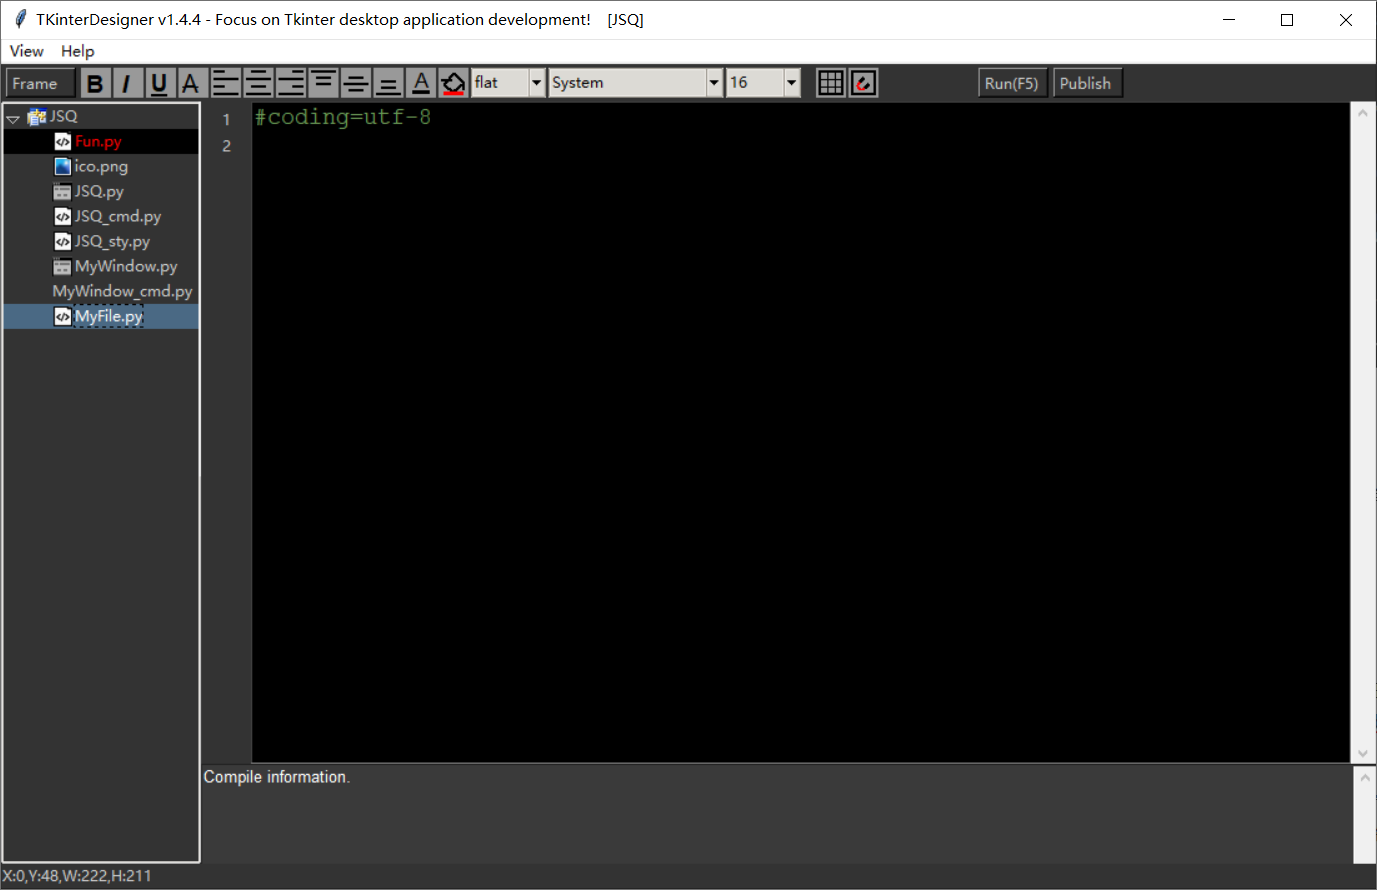 TKinterDesigner v1.4.4 - Focus on Tkinter desktop application development! [JSQ]
View Help
Frame B I U A A flat System 16 Run(F5) Publish
JSQ
Fun.py
ico.png
JSQ.py
JSQ_cmd.py
JSQ_sty.py
MyWindow.py
MyWindow_cmd.py
MyFile.py
1 #coding=utf-8
2
Compile information.
X:0,Y:48,W:222,H:211